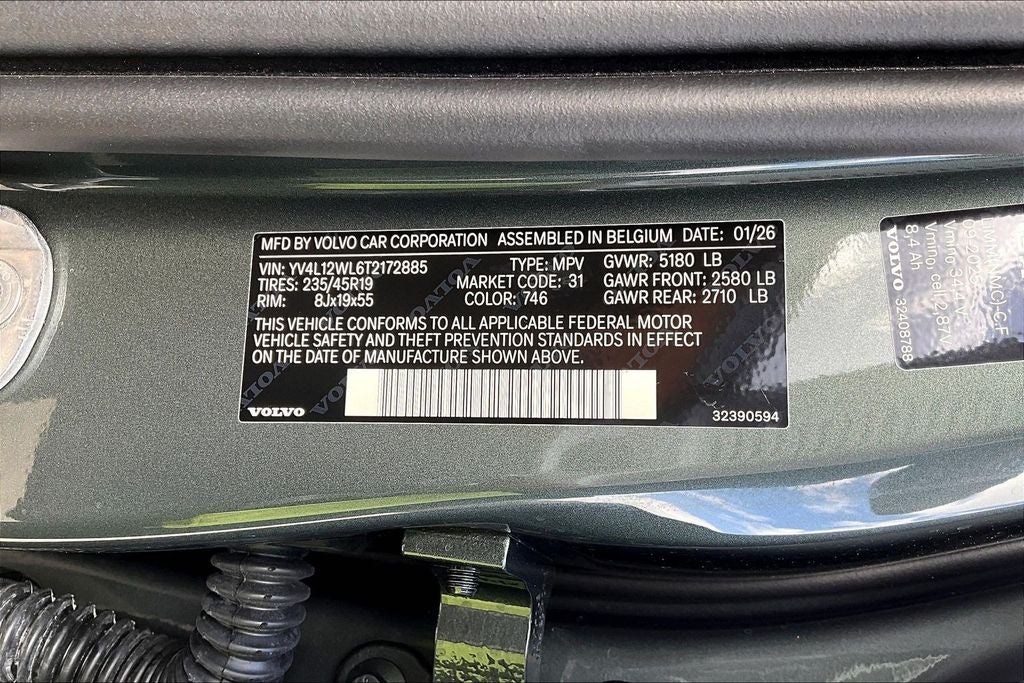 MFD BY VOLVO CAR CORPORATION ASSEMBLED IN BELGIUM DATE: 01/26
VIN: YV4L12WL6T2172885 TYPE: MPV GVWR: 5180 LB
TIRES: 235/45R19 MARKET CODE: 31 GAWR FRONT: 2580 LB
RIM: 8Jx19x55 COLOR: 746 GAWR REAR: 2710 LB
THIS VEHICLE CONFORMS TO ALL APPLICABLE FEDERAL MOTOR
VEHICLE SAFETY AND THEFT PREVENTION STANDARDS IN EFFECT
ON THE DATE OF MANUFACTURE SHOWN ABOVE.
VOLVO
32390594
8,4 Ah
VOLVO
32408788